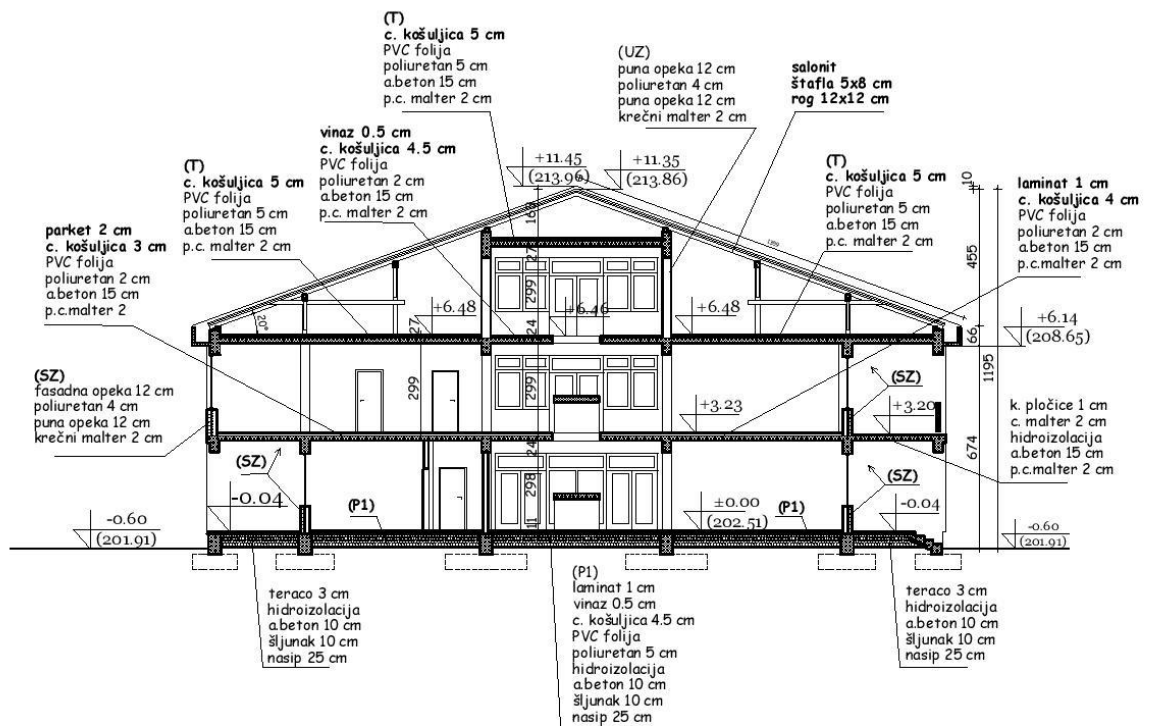 (T)
c. košuljica 5 cm
PVC folija
poliuretan 5 cm
a.beton 15 cm
p.c. malter 2 cm
(UZ)
puna opeka 12 cm
poliuretan 4 cm
puna opeka 12 cm
krečni malter 2 cm
salonit
štafla 5x8 cm
rog 12x12 cm
vinaz 0.5 cm
c. košuljica 4.5 cm
PVC folija
poliuretan 2 cm
a.beton 15 cm
p.c. malter 2 cm
(T)
c. košuljica 5 cm
PVC folija
poliuretan 5 cm
a.beton 15 cm
p.c. malter 2 cm
(T)
c. košuljica 5 cm
PVC folija
poliuretan 5 cm
a.beton 15 cm
p.c. malter 2 cm
laminat 1 cm
c. košuljica 4 cm
PVC folija
poliuretan 2 cm
a.beton 15 cm
p.c.malter 2 cm
parket 2 cm
c. košuljica 3 cm
PVC folija
poliuretan 2 cm
a.beton 15 cm
p.c.malter 2
+11.45
(213.96)
+11.35
(213.86)
10
455
66
1195
674
27
299
24
299
24
298
11
27
299
20°
+6.48
+6.46
+6.48
+6.14
(208.65)
(SZ)
fasadna opeka 12 cm
poliuretan 4 cm
puna opeka 12 cm
krečni malter 2 cm
(SZ)
+3.23
+3.20
k. pločice 1 cm
c. malter 2 cm
hidroizolacija
a.beton 15 cm
p.c.malter 2 cm
(SZ)
(SZ)
-0.04
(P1)
±0.00
(202.51)
(P1)
-0.04
-0.60
(201.91)
-0.60
(201.91)
teraco 3 cm
hidroizolacija
a.beton 10 cm
šljunak 10 cm
nasip 25 cm
(P1)
laminat 1 cm
vinaz 0.5 cm
c. košuljica 4.5 cm
PVC folija
poliuretan 5 cm
hidroizolacija
a.beton 10 cm
šljunak 10 cm
nasip 25 cm
teraco 3 cm
hidroizolacija
a.beton 10 cm
šljunak 10 cm
nasip 25 cm